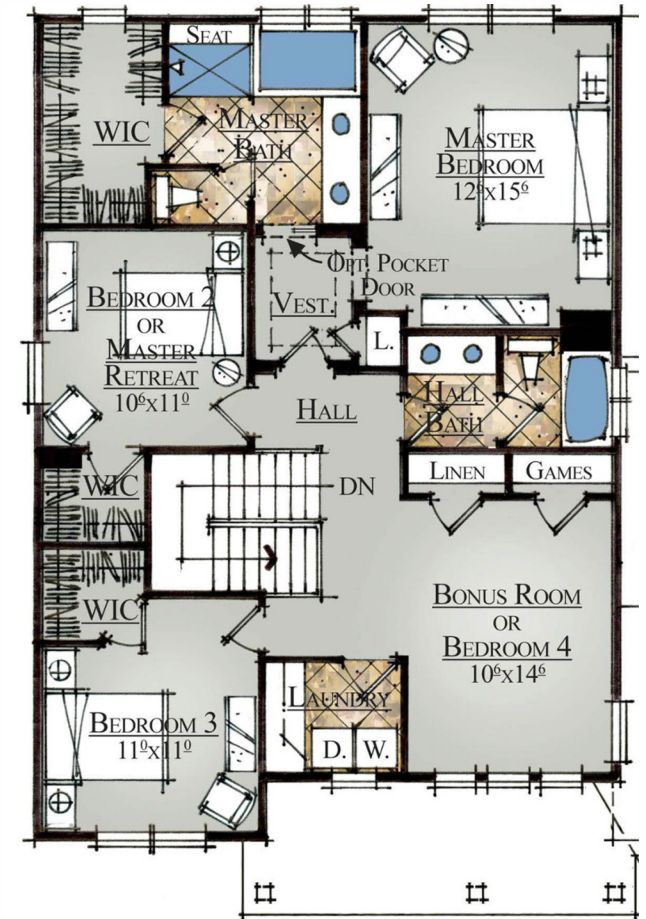 SEAT
WIC
MASTER
BATH
MASTER
BEDROOM
12⁶X15⁶
OPT. POCKET
DOOR
VEST.
BEDROOM 2
OR
MASTER
RETREAT
10⁶X11⁰
L.
HALL
HALL
BATH
WIC
DN
LINEN
GAMES
WIC
BONUS ROOM
OR
BEDROOM 4
10⁶X14⁶
LAUNDRY
BEDROOM 3
11⁰X11⁰
D.
W.